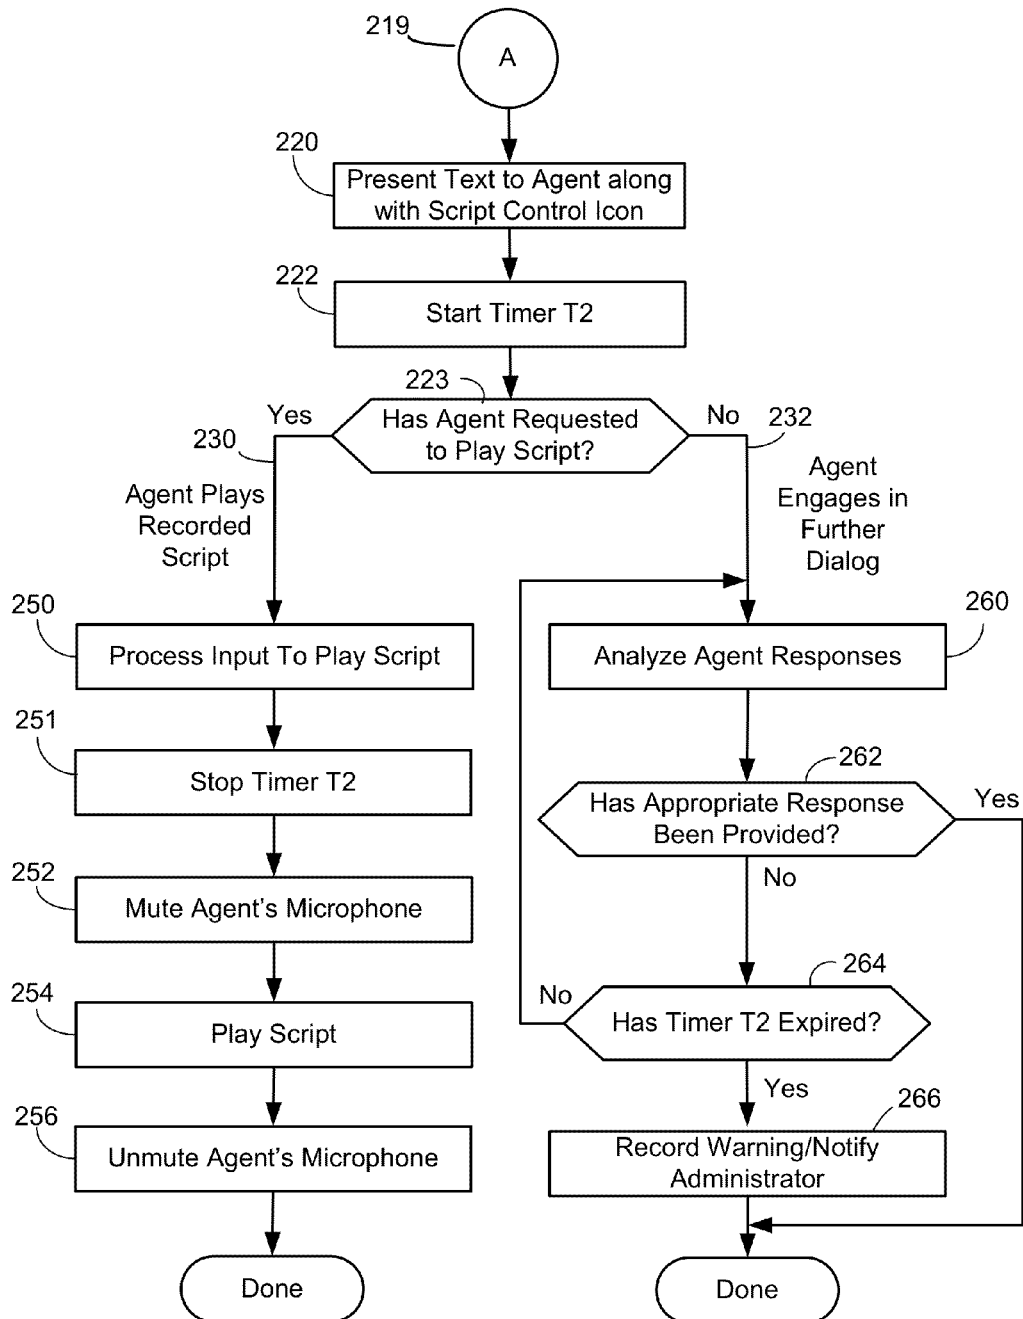 219
A
220
Present Text to Agent along
with Script Control Icon
222
Start Timer T2
223
Yes
Has Agent Requested
to Play Script?
No
230
232
Agent Plays
Recorded
Script
Agent
Engages in
Further
Dialog
250
Process Input To Play Script
260
Analyze Agent Responses
251
Stop Timer T2
262
Has Appropriate Response
Been Provided?
Yes
No
252
Mute Agent's Microphone
254
Play Script
264
No
Has Timer T2 Expired?
Yes
256
Unmute Agent's Microphone
266
Record Warning/Notify
Administrator
Done
Done